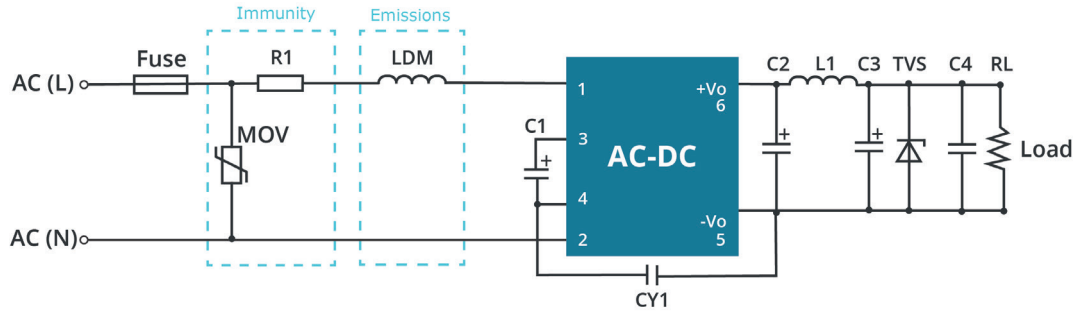 Immunity
Emissions
Fuse
R1
LDM
C2
L1
C3
TVS
C4
RL
AC (L)
1
+Vo
6
MOV
C1
+
3
AC-DC
+
+
Load
4
AC (N)
2
-Vo
5
CY1